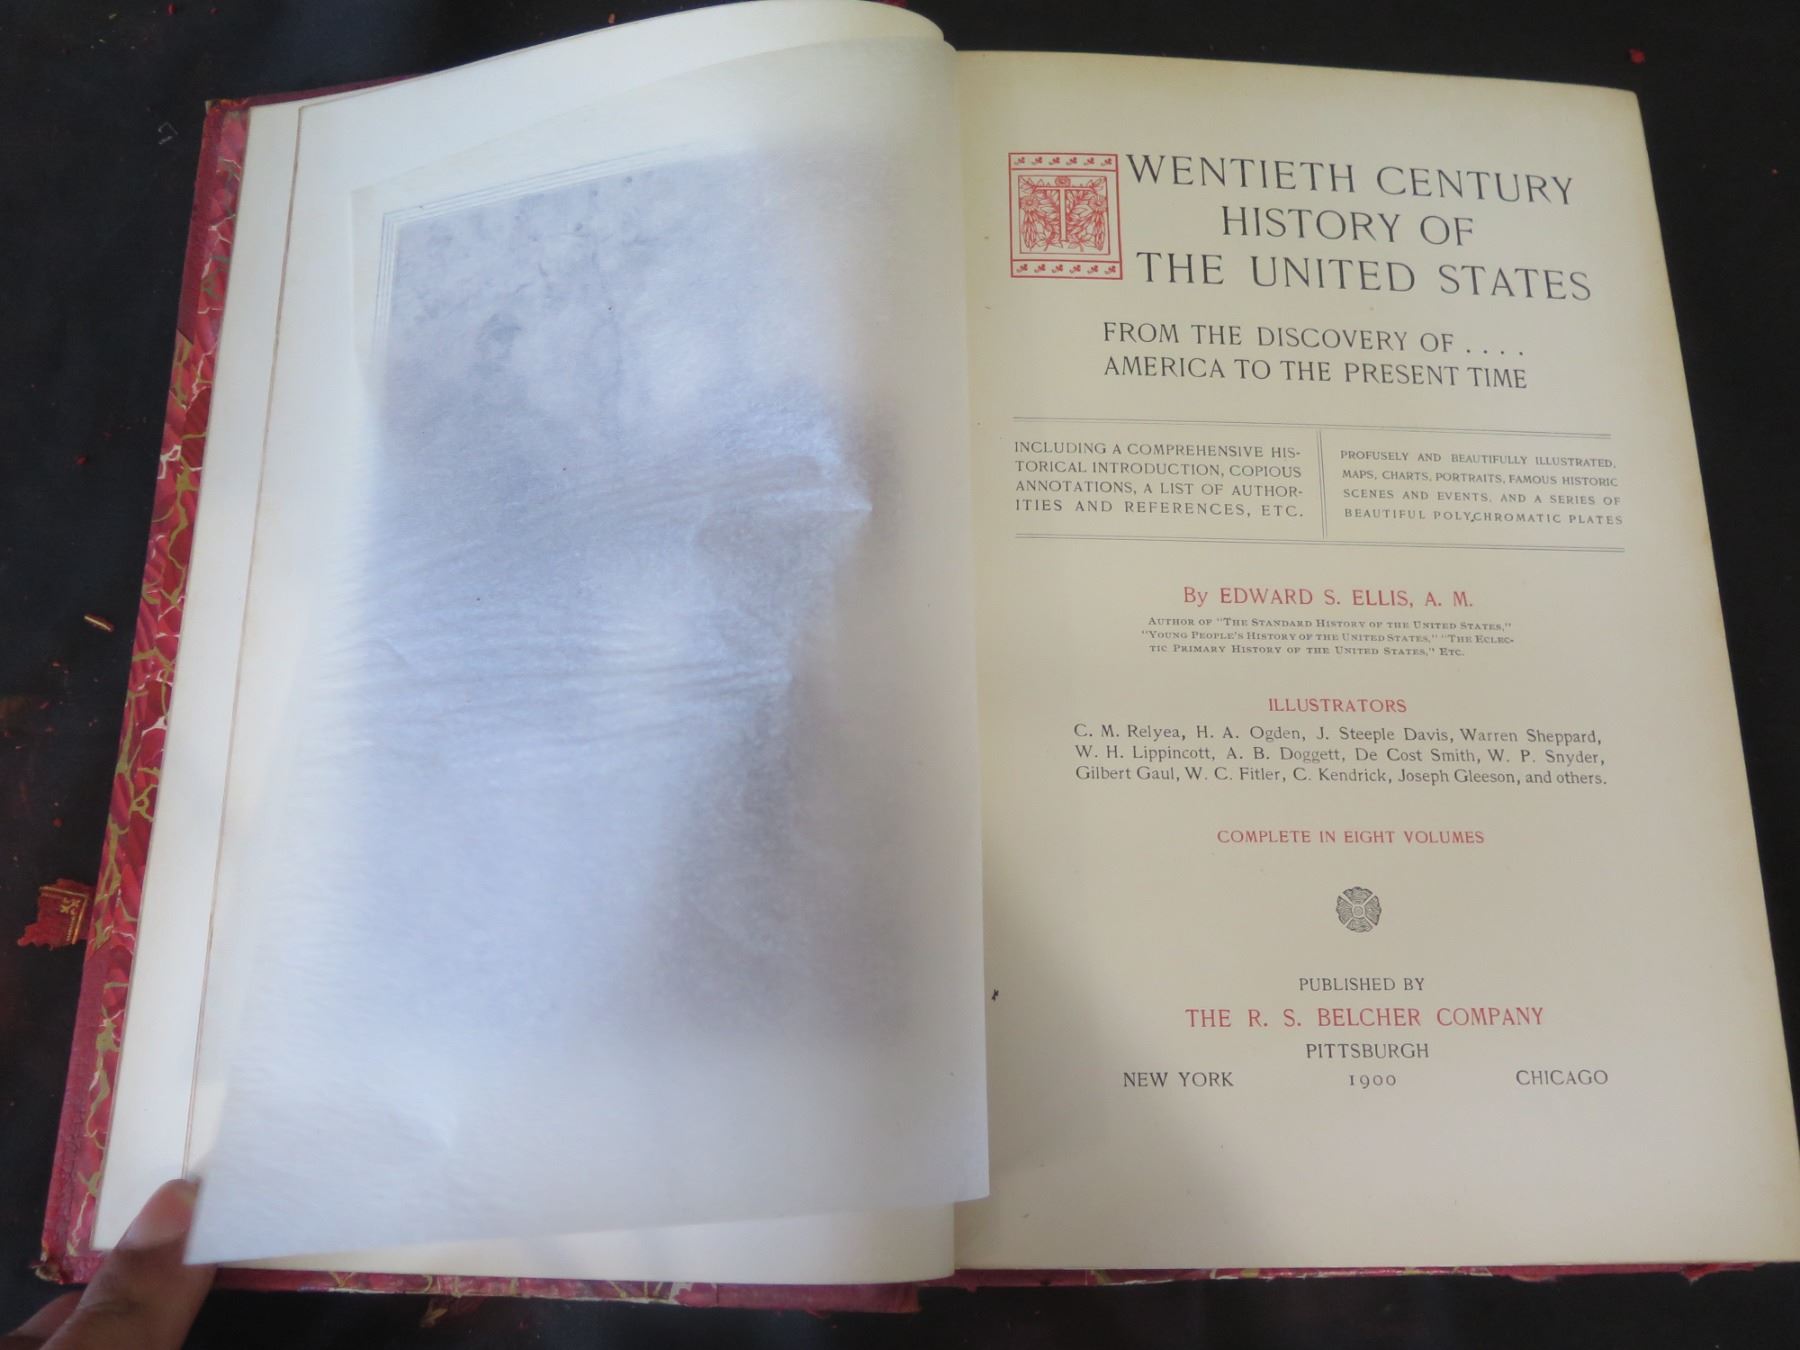 TWENTIETH CENTURY
HISTORY OF
THE UNITED STATES
FROM THE DISCOVERY OF . . . .
AMERICA TO THE PRESENT TIME
INCLUDING A COMPREHENSIVE HIS-
TORICAL INTRODUCTION, COPIOUS
ANNOTATIONS, A LIST OF AUTHOR-
ITIES AND REFERENCES, ETC.
PROFUSELY AND BEAUTIFULLY ILLUSTRATED,
MAPS, CHARTS, PORTRAITS, FAMOUS HISTORIC
SCENES AND EVENTS, AND A SERIES OF
BEAUTIFUL POLYCHROMATIC PLATES
By EDWARD S. ELLIS, A. M.
AUTHOR OF "THE STANDARD HISTORY OF THE UNITED STATES,"
"YOUNG PEOPLE'S HISTORY OF THE UNITED STATES," "THE ECLEC-
TIC PRIMARY HISTORY OF THE UNITED STATES," ETC.
ILLUSTRATORS
C. M. Relyea, H. A. Ogden, J. Steeple Davis, Warren Sheppard,
W. H. Lippincott, A. B. Doggett, De Cost Smith, W. P. Snyder,
Gilbert Gaul, W. C. Fitler, C. Kendrick, Joseph Gleeson, and others.
COMPLETE IN EIGHT VOLUMES
PUBLISHED BY
THE R. S. BELCHER COMPANY
PITTSBURGH
NEW YORK 1900 CHICAGO